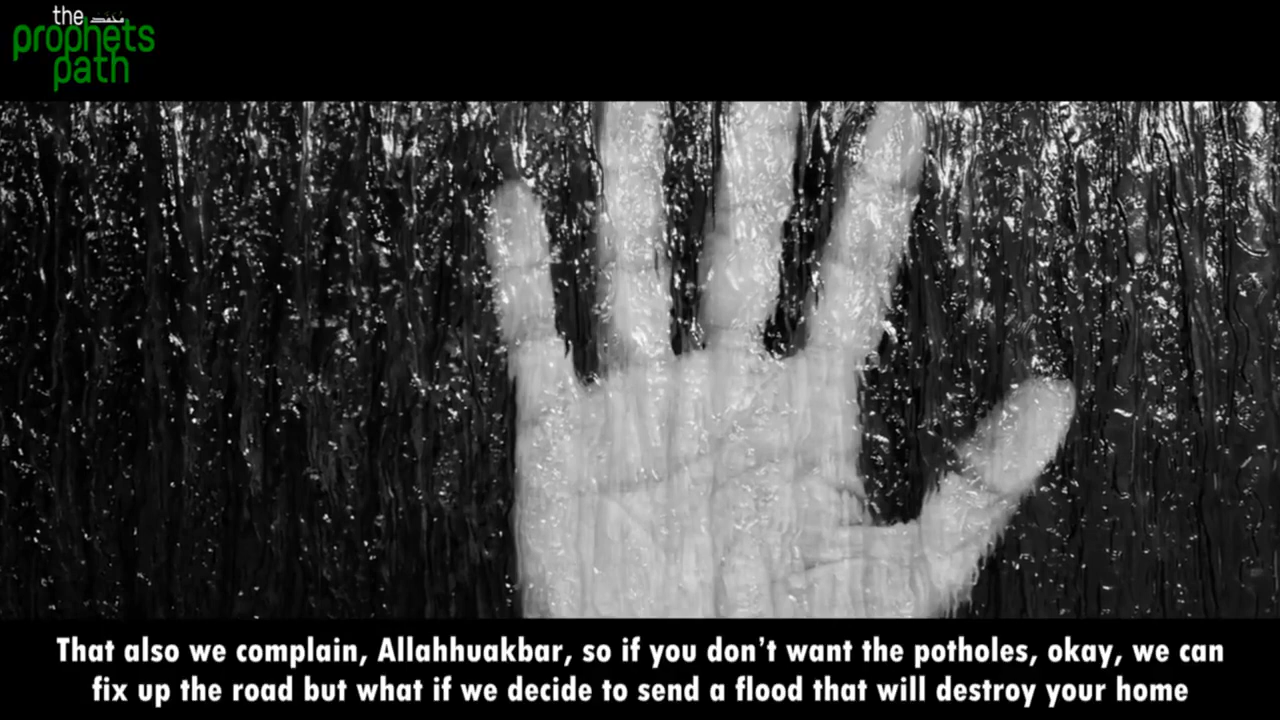 the
prophets
path
That also we complain, Allahhuakbar, so if you don't want the potholes, okay, we can
fix up the road but what if we decide to send a flood that will destroy your home